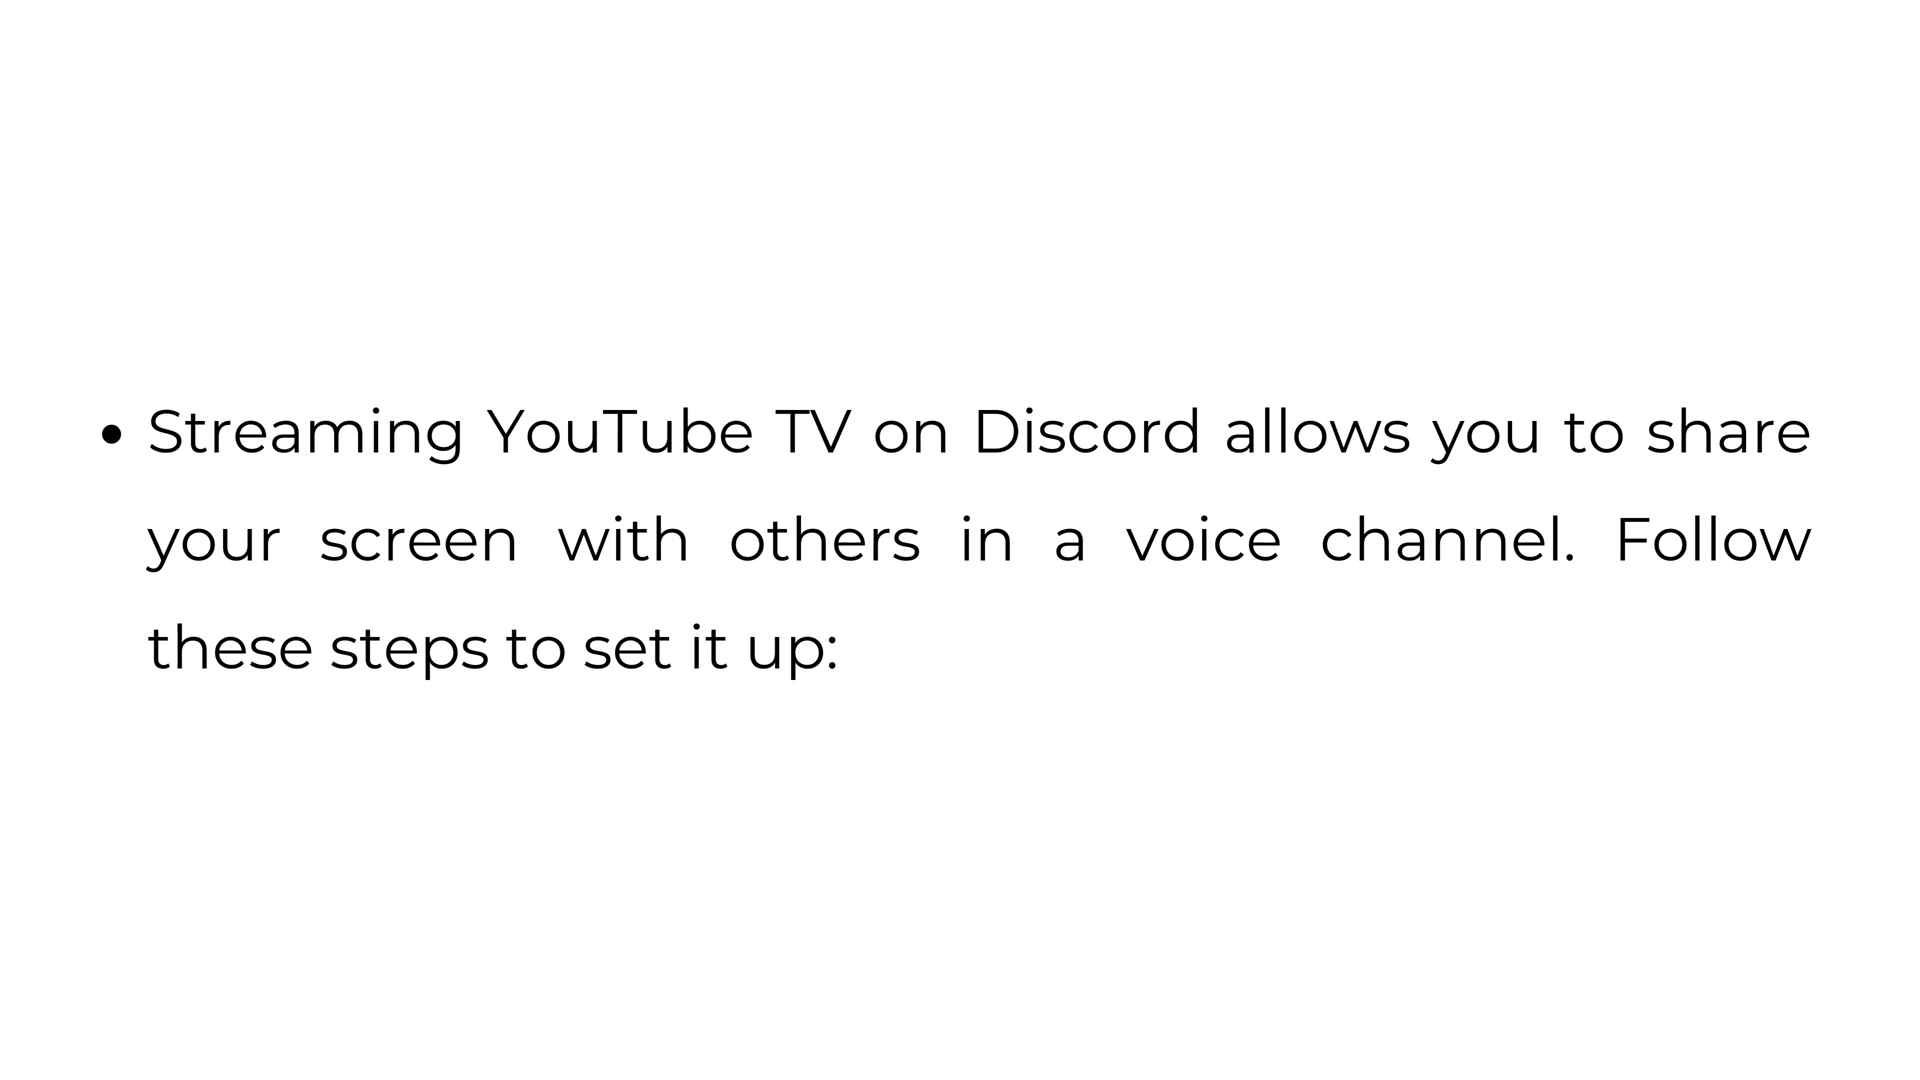 • Streaming YouTube TV on Discord allows you to share
your screen with others in a voice channel. Follow
these steps to set it up: